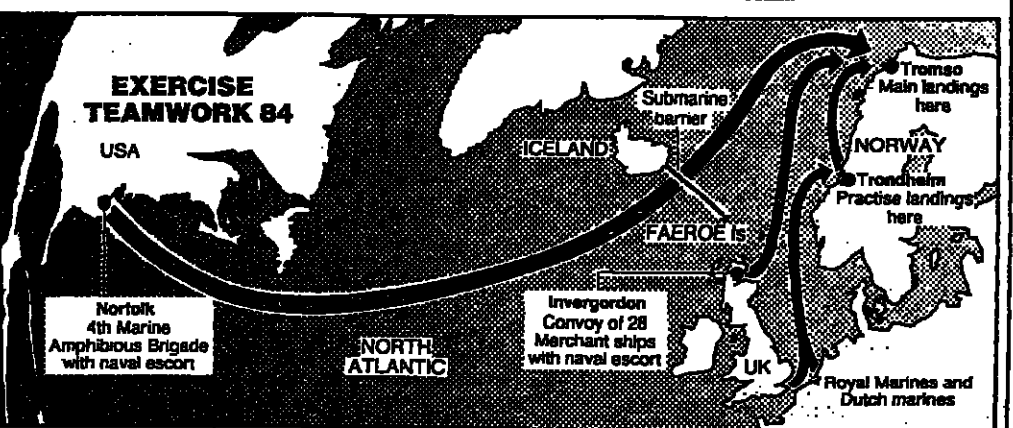 EXERCISE
TEAMWORK 84
USA
Norfolk
4th Marine
Amphibious Brigade
with naval escort
NORTH
ATLANTIC
ICELAND
Submarine
barrier
FAEROE Is
Invergordon
Convoy of 28
Merchant ships
with naval escort
UK
Royal Marines and
Dutch marines
Tromso
Main landings
here
NORWAY
Trondheim
Practise landings
here